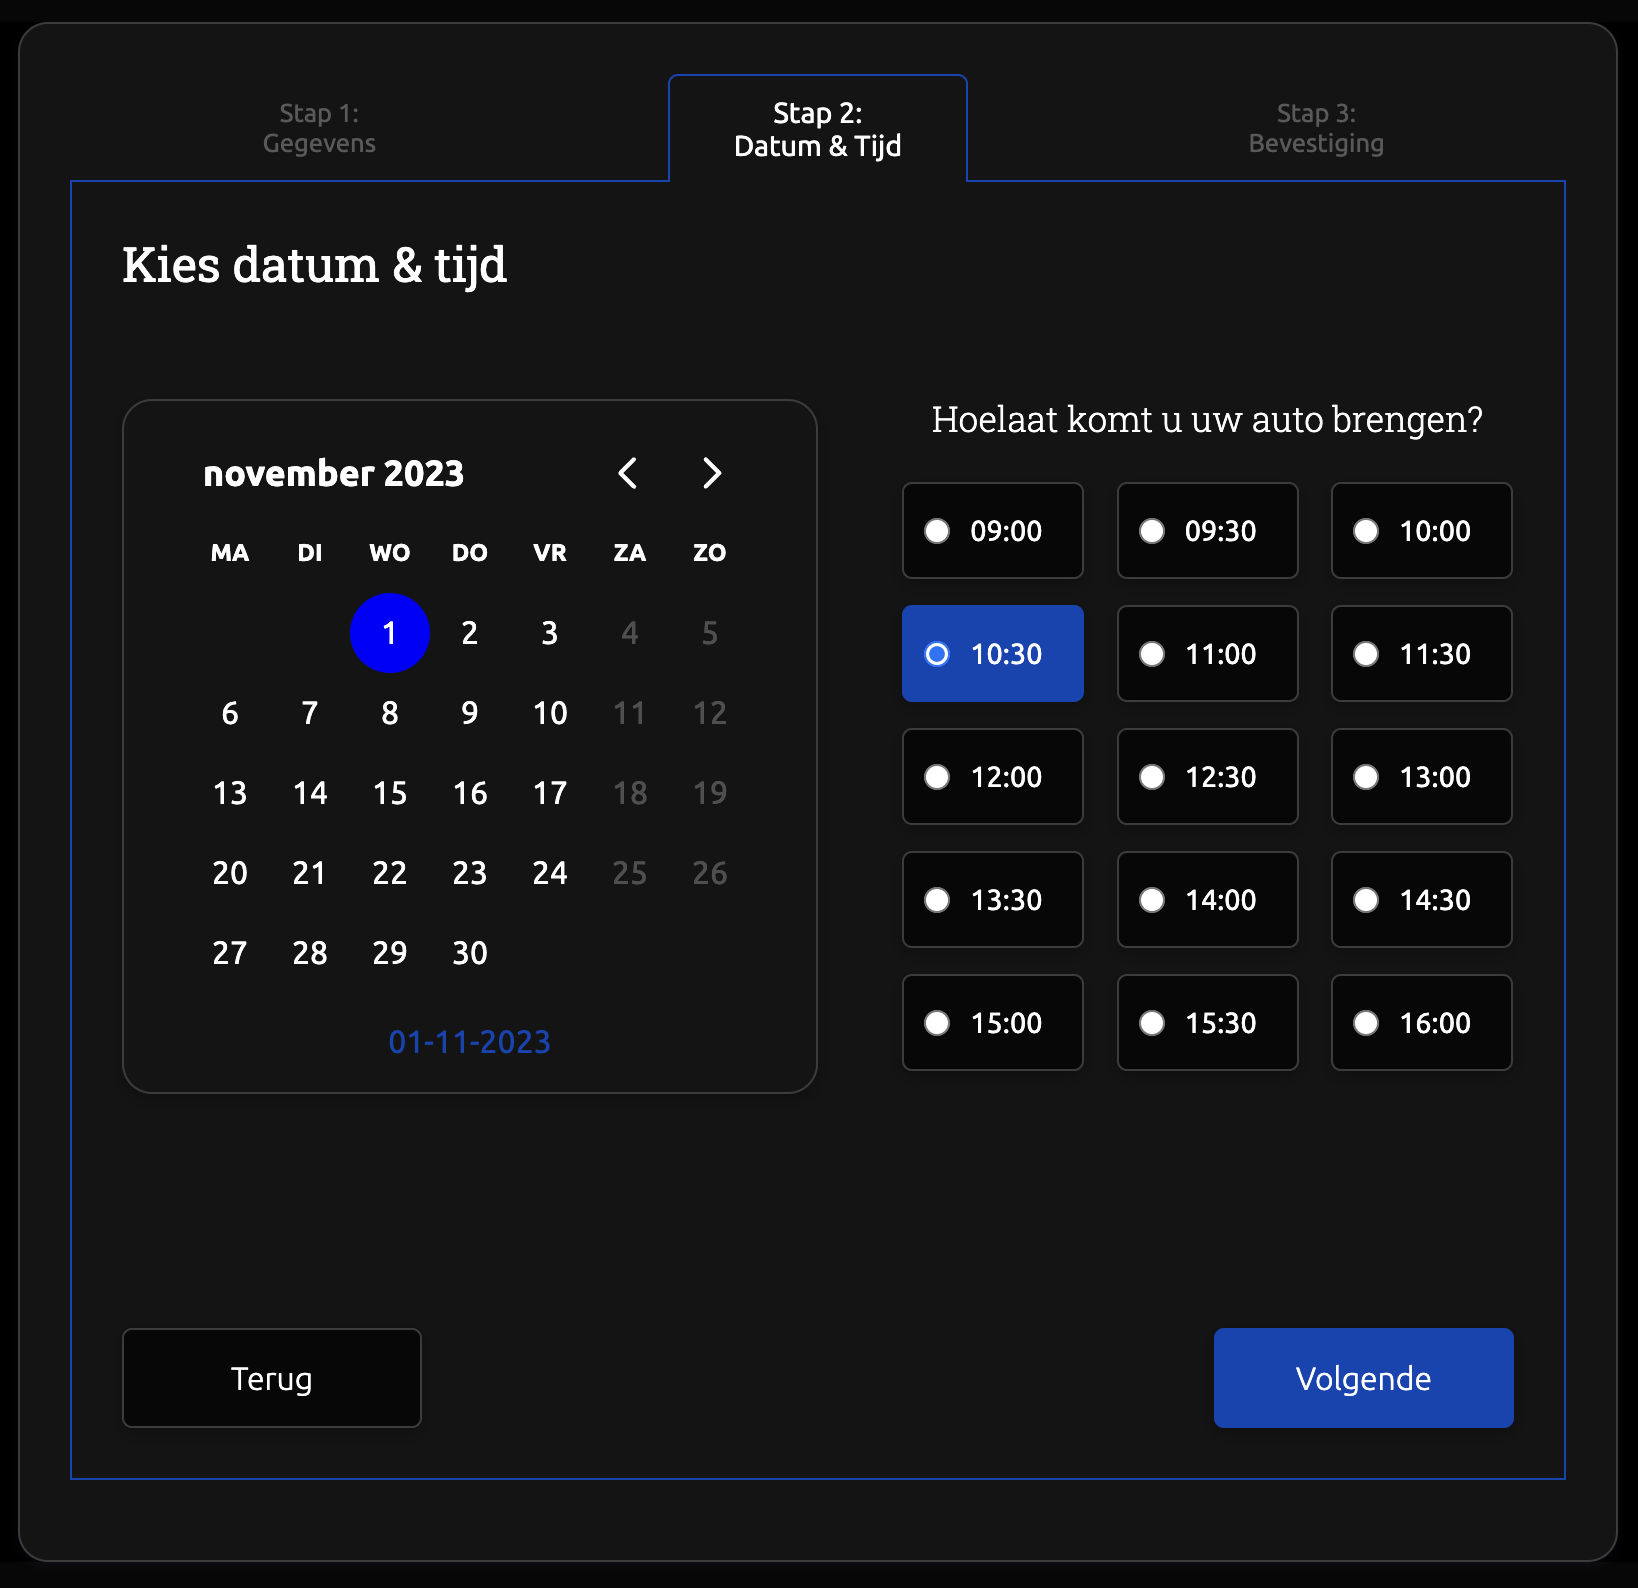 Stap 1:
Gegevens
Stap 2:
Datum & Tijd
Stap 3:
Bevestiging
Kies datum & tijd
november 2023
MA DI WO DO VR ZA ZO
1 2 3 4 5
6 7 8 9 10 11 12
13 14 15 16 17 18 19
20 21 22 23 24 25 26
27 28 29 30
01-11-2023
Hoelaat komt u uw auto brengen?
09:00 09:30 10:00
10:30 11:00 11:30
12:00 12:30 13:00
13:30 14:00 14:30
15:00 15:30 16:00
Terug
Volgende